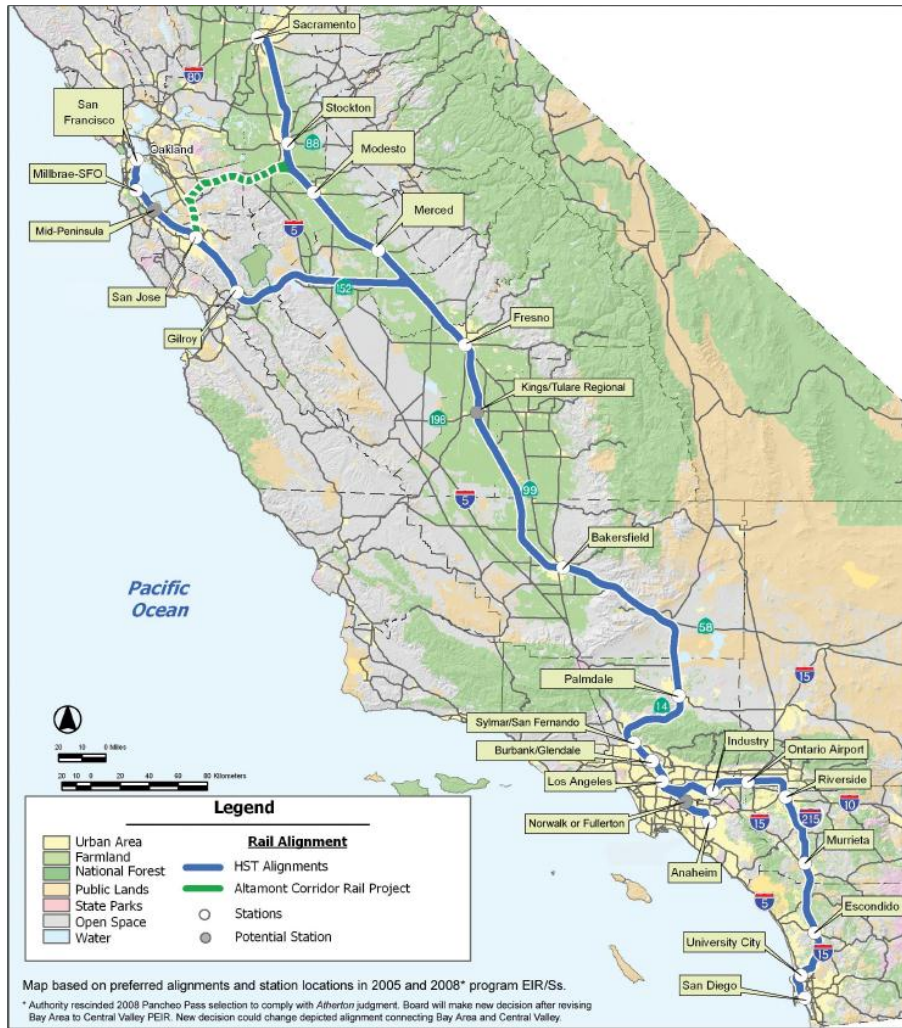 Sacramento
80
San
Francisco
Stockton
Oakland
88
Modesto
Millbrae-SFO
Merced
Mid-Peninsula
5
San Jose
152
Gilroy
Fresno
Kings/Tulare Regional
198
99
5
Bakersfield
Pacific
Ocean
58
15
Palmdale
14
Sylmar/San Fernando
Industry
Ontario Airport
Burbank/Glendale
Los Angeles
Riverside
10
Norwalk or Fullerton
15
215
Murrieta
Anaheim
5
Escondido
15
University City
San Diego
20 10 0 Miles 20
20 10 0 20 40 60 80 Kilometers
Legend
Urban Area
Farmland
National Forest
Public Lands
State Parks
Open Space
Water
Rail Alignment
HST Alignments
Altamont Corridor Rail Project
Stations
Potential Station
Map based on preferred alignments and station locations in 2005 and 2008* program EIR/Ss.
* Authority rescinded 2008 Pancheo Pass selection to comply with Atherton judgment. Board will make new decision after revising
Bay Area to Central Valley PEIR. New decision could change depicted alignment connecting Bay Area and Central Valley.